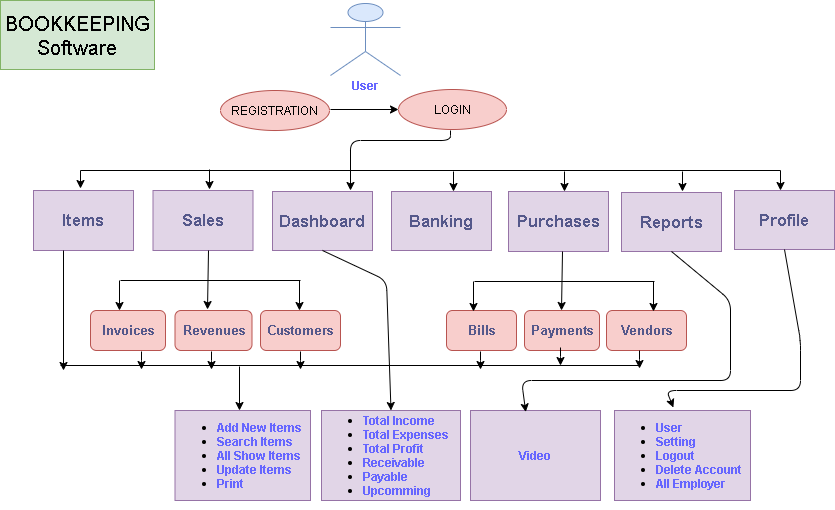 BOOKKEEPING
Software
User
REGISTRATION
LOGIN
Items
Sales
Dashboard
Banking
Purchases
Reports
Profile
Invoices
Revenues
Customers
Bills
Payments
Vendors
Add New Items
Search Items
All Show Items
Update Items
Print
Total Income
Total Expenses
Total Profit
Receivable
Payable
Upcomming
Video
User
Setting
Logout
Delete Account
All Employer